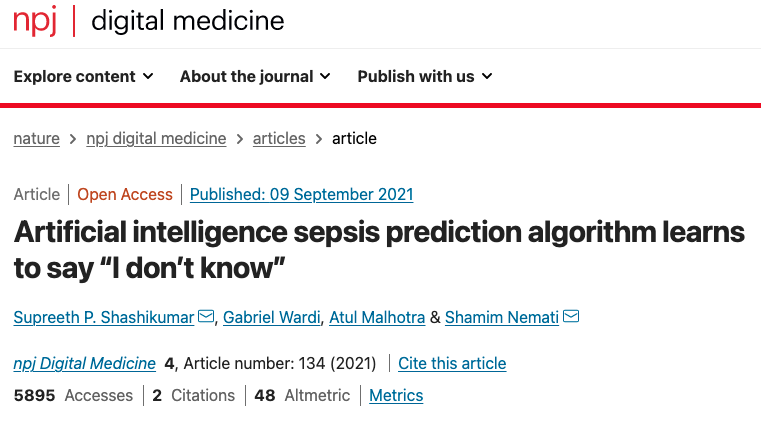 npj | digital medicine
Explore content About the journal Publish with us
nature > npj digital medicine > articles > article
Article | Open Access | Published: 09 September 2021
Artificial intelligence sepsis prediction algorithm learns
to say “I don’t know”
Supreeth P. Shashikumar, Gabriel Wardi, Atul Malhotra & Shamim Nemati
npj Digital Medicine 4, Article number: 134 (2021) | Cite this article
5895 Accesses | 2 Citations | 48 Altmetric | Metrics